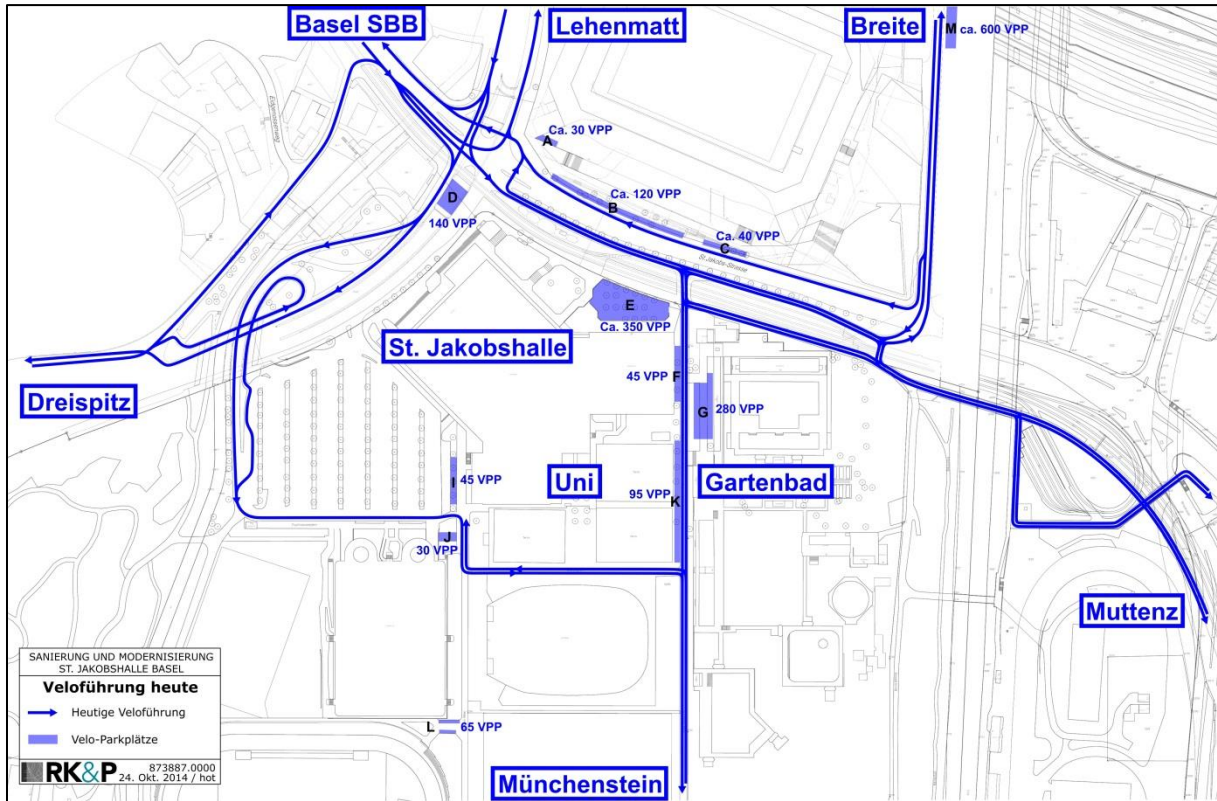 Basel SBB
Lehenmatt
Breite
M ca. 600 VPP
Ca. 30 VPP
A
Ca. 120 VPP
B
Ca. 40 VPP
C
St. Jakobs-Strasse
D
140 VPP
E
Ca. 350 VPP
St. Jakobshalle
Dreispitz
45 VPP
F
G
280 VPP
I
45 VPP
Uni
Gartenbad
95 VPP
K
J
30 VPP
Muttenz
L
65 VPP
Münchenstein
SANIERUNG UND MODERNISIERUNG
ST. JAKOBSHALLE BASEL
Veloführung heute
Heutige Veloführung
Velo-Parkplätze
RK&P
873887.0000
24. Okt. 2014 / hot